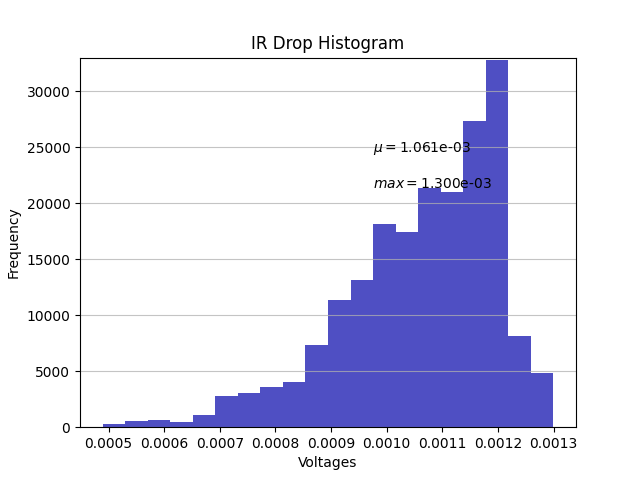 IR Drop Histogram
Frequency
30000
25000
20000
15000
10000
5000
0
μ = 1.061e-03
max = 1.300e-03
0.0005 0.0006 0.0007 0.0008 0.0009 0.0010 0.0011 0.0012 0.0013
Voltages